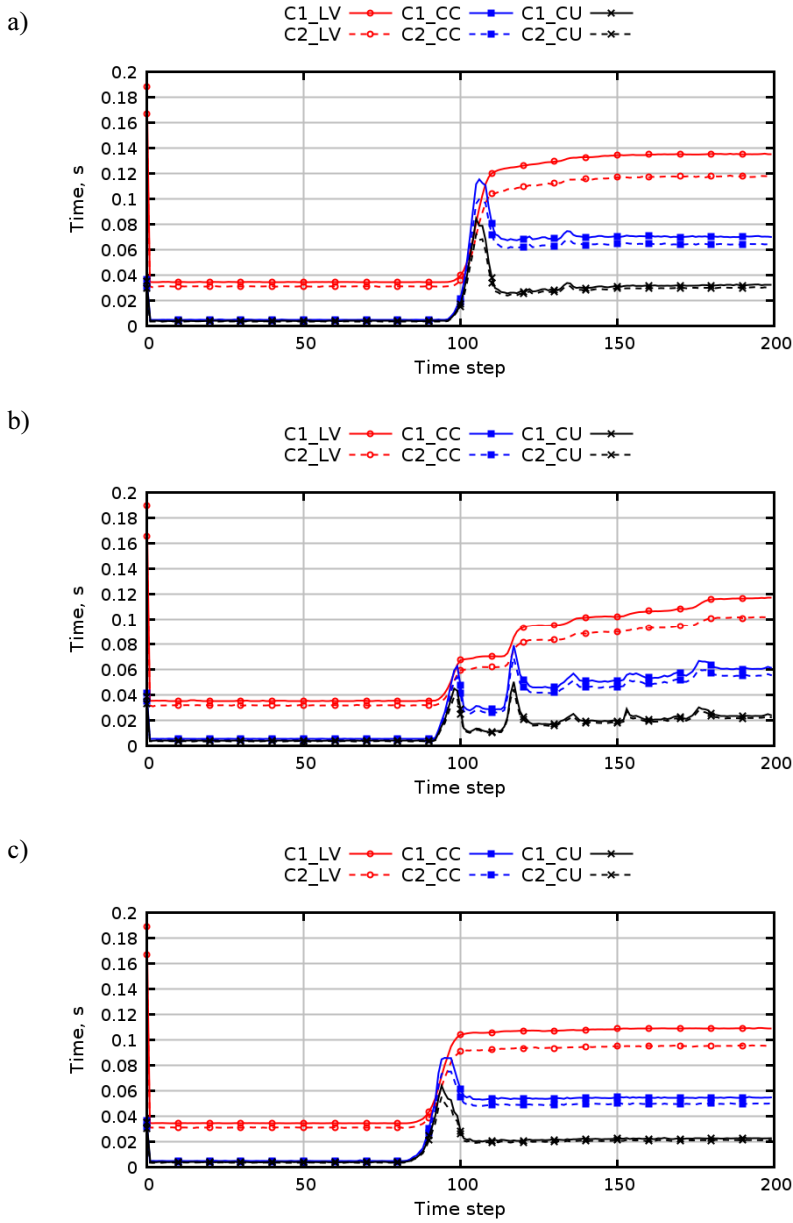 a)
C1_LV C1_CC C1_CU
C2_LV C2_CC C2_CU
0.2
0.18
0.16
0.14
0.12
0.1
0.08
0.06
0.04
0.02
0
Time, s
0 50 100 150 200
Time step
b)
C1_LV C1_CC C1_CU
C2_LV C2_CC C2_CU
0.2
0.18
0.16
0.14
0.12
0.1
0.08
0.06
0.04
0.02
0
Time, s
0 50 100 150 200
Time step
c)
C1_LV C1_CC C1_CU
C2_LV C2_CC C2_CU
0.2
0.18
0.16
0.14
0.12
0.1
0.08
0.06
0.04
0.02
0
Time, s
0 50 100 150 200
Time step